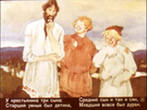 У крестьянина три сына:
Старший умный был детина,
Средний сын и так и сяк,
Младший вовсе был дурак.